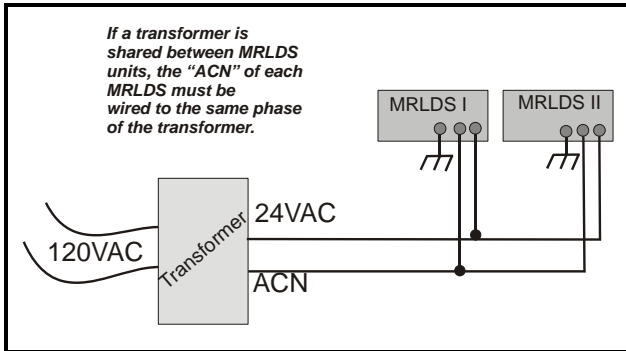 If a transformer is
shared between MRLDS
units, the “ACN” of each
MRLDS must be
wired to the same phase
of the transformer.
MRLDS I
MRLDS II
24VAC
120VAC
Transformer
ACN